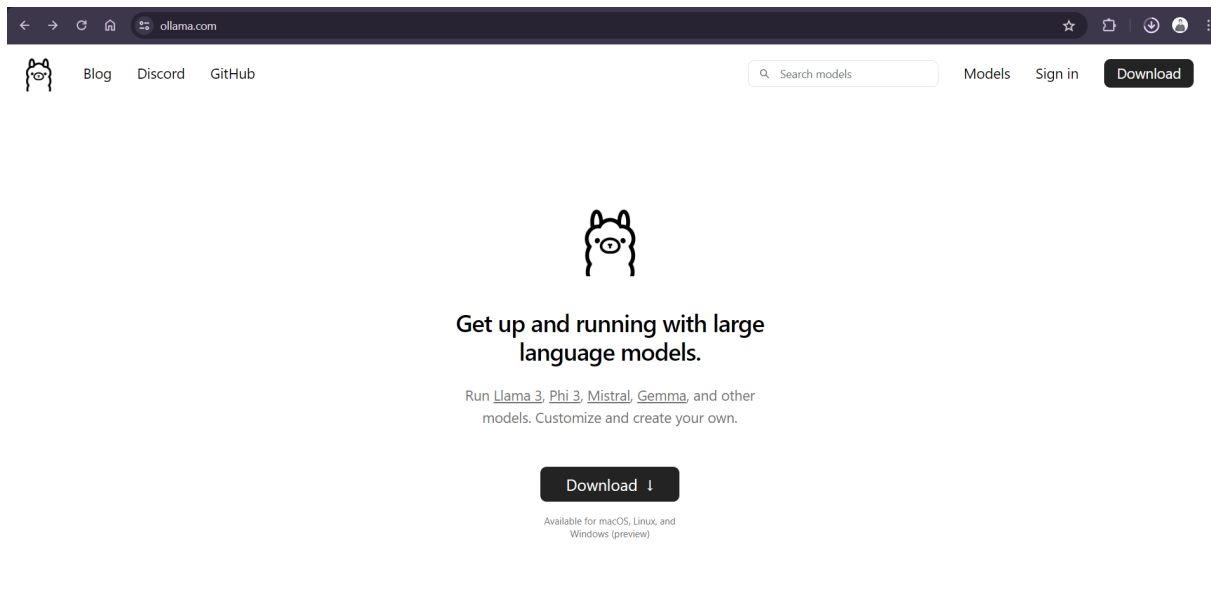 ollama.com
Blog Discord GitHub
Search models
Models Sign in Download
Get up and running with large
language models.
Run Llama 3, Phi 3, Mistral, Gemma, and other
models. Customize and create your own.
Download ↓
Available for macOS, Linux, and
Windows (preview)